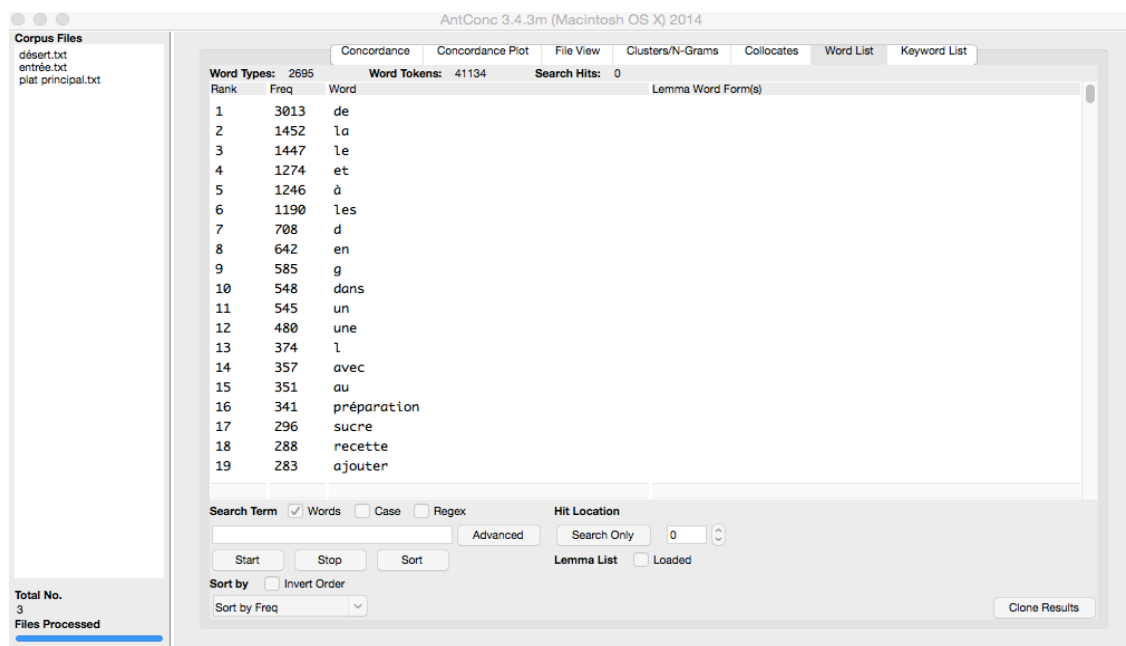 AntConc 3.4.3m (Macintosh OS X) 2014
Corpus Files
désert.txt
entrée.txt
plat principal.txt
Concordance Concordance Plot File View Clusters/N-Grams Collocates Word List Keyword List
Word Types: 2695 Word Tokens: 41134 Search Hits: 0
Rank Freq Word Lemma Word Form(s)
1 3013 de
2 1452 la
3 1447 le
4 1274 et
5 1246 à
6 1190 les
7 708 d
8 642 en
9 585 g
10 548 dans
11 545 un
12 480 une
13 374 l
14 357 avec
15 351 au
16 341 préparation
17 296 sucre
18 288 recette
19 283 ajouter
Search Term Words Case Regex Hit Location
Advanced Search Only 0
Start Stop Sort Lemma List Loaded
Sort by Invert Order
Sort by Freq Clone Results
Total No.
3
Files Processed